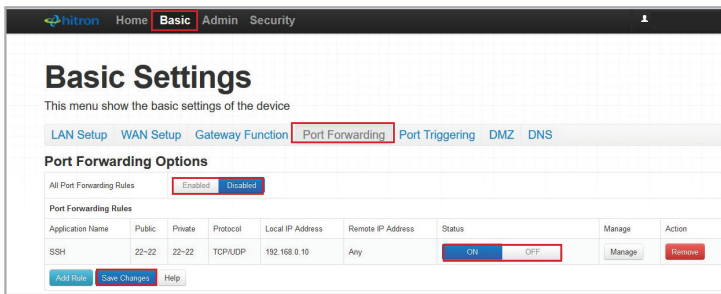 hitron Home Basic Admin Security
Basic Settings
This menu show the basic settings of the device
LAN Setup WAN Setup Gateway Function Port Forwarding Port Triggering DMZ DNS
Port Forwarding Options
All Port Forwarding Rules Enabled Disabled
Port Forwarding Rules
Application Name Public Private Protocol Local IP Address Remote IP Address Status Manage Action
SSH 22~22 22~22 TCP/UDP 192.168.0.10 Any ON OFF Manage Remove
Add Rule Save Changes Help